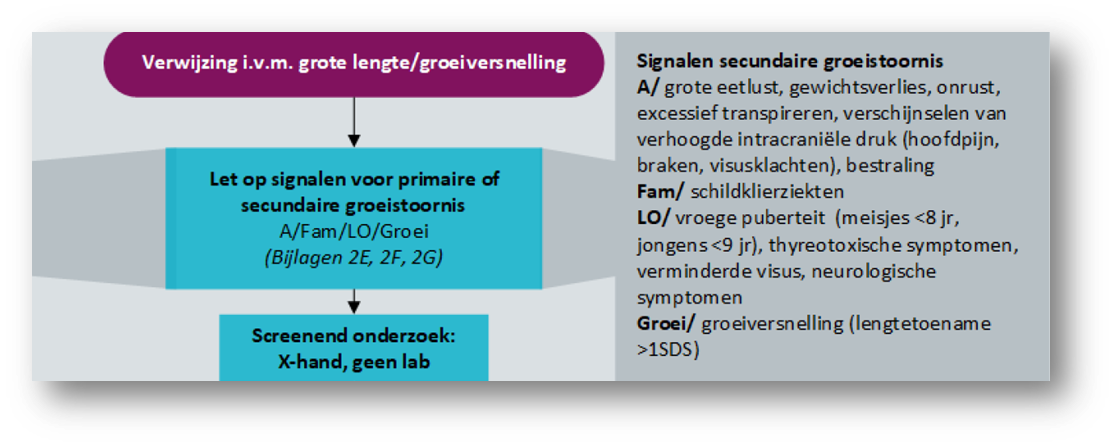 Verwijzing i.v.m. grote lengte/groeiversnelling
Let op signalen voor primaire of
secundaire groeistoornis
A/Fam/LO/Groei
(Bijlagen 2E, 2F, 2G)
Screenend onderzoek:
X-hand, geen lab
Signalen secundaire groeistoornis
A/ grote eetlust, gewichtsverlies, onrust,
excessief transpireren, verschijnselen van
verhoogde intracraniële druk (hoofdpijn,
braken, visusklachten), bestraling
Fam/ schildklierziekten
LO/ vroege puberteit (meisjes <8 jr,
jongens <9 jr), thyreotoxische symptomen,
verminderde visus, neurologische
symptomen
Groei/ groeiversnelling (lengtetoename
>1SDS)